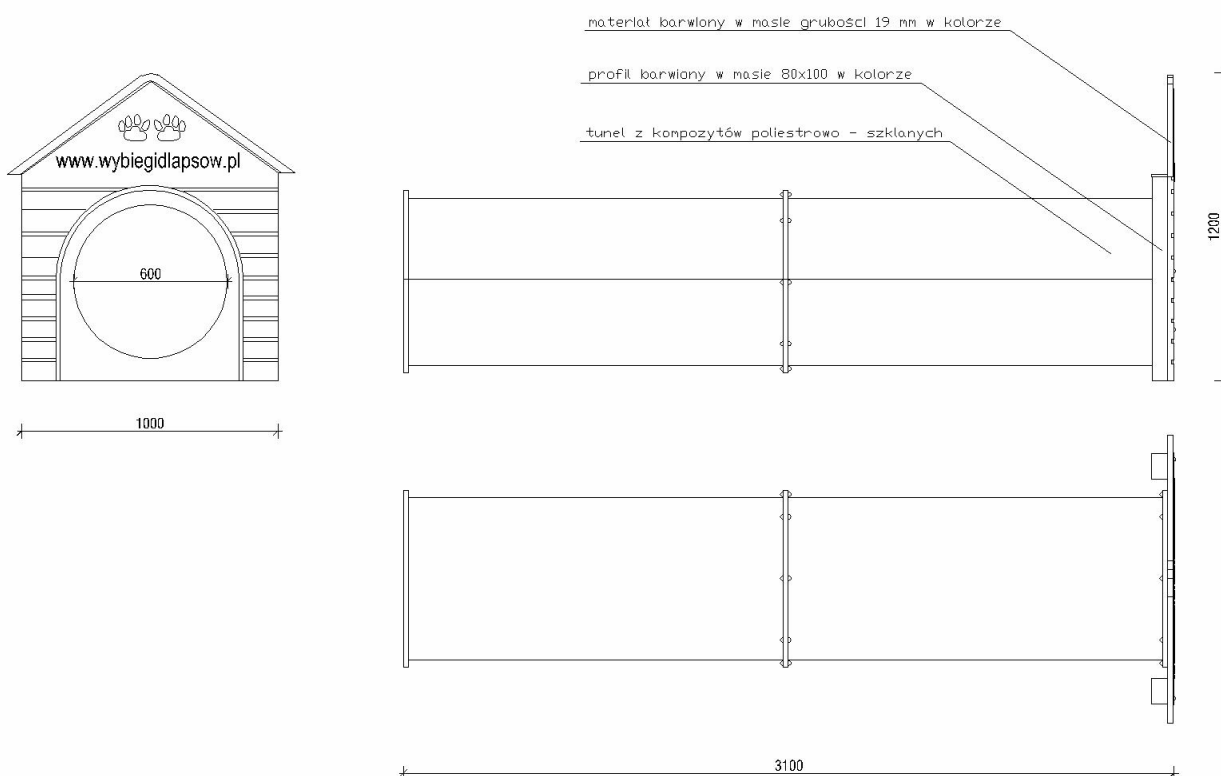 materiał barwiony w masie grubości 19 mm w kolorze
profil barwiony w masie 80x100 w kolorze
tunel z kompozytów poliestrowo - szklanych
www.wybiegidlapsow.pl
600
1000
1200
3100